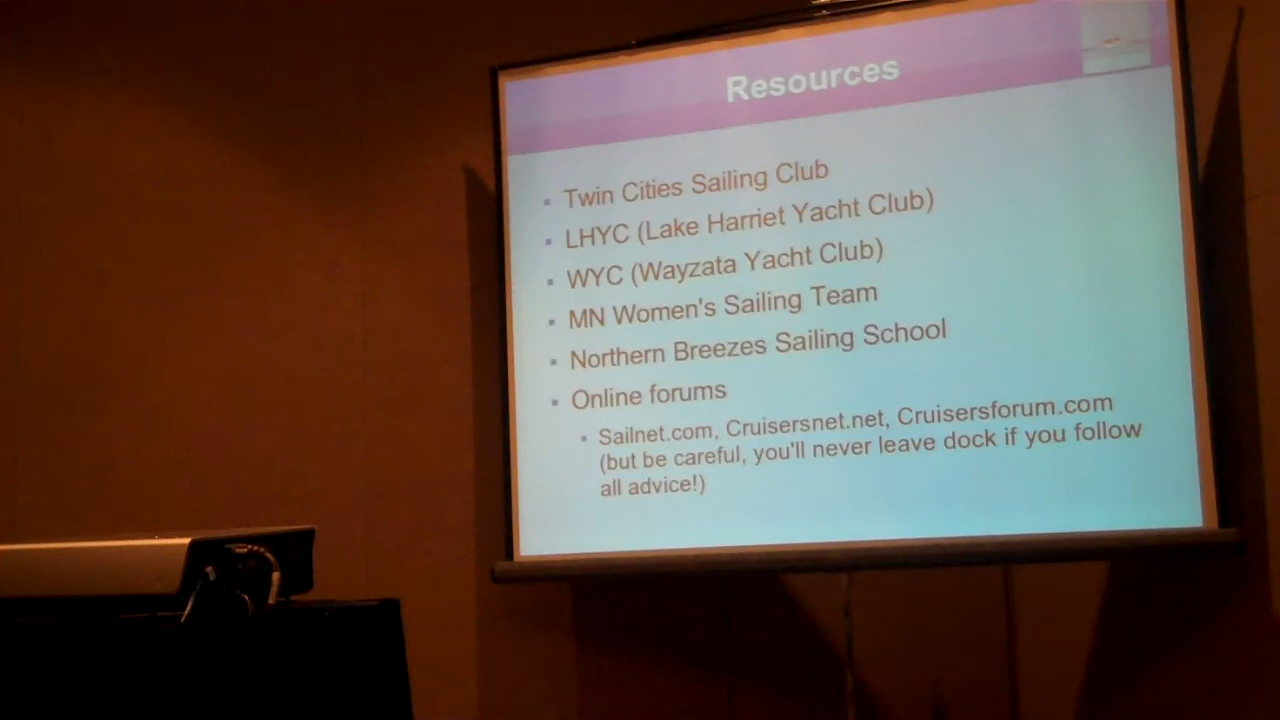 Resources
Twin Cities Sailing Club
LHYC (Lake Harriet Yacht Club)
WYC (Wayzata Yacht Club)
MN Women's Sailing Team
Northern Breezes Sailing School
Online forums
Sailnet.com, Cruisersnet.net, Cruisersforum.com
(but be careful, you'll never leave dock if you follow
all advice!)